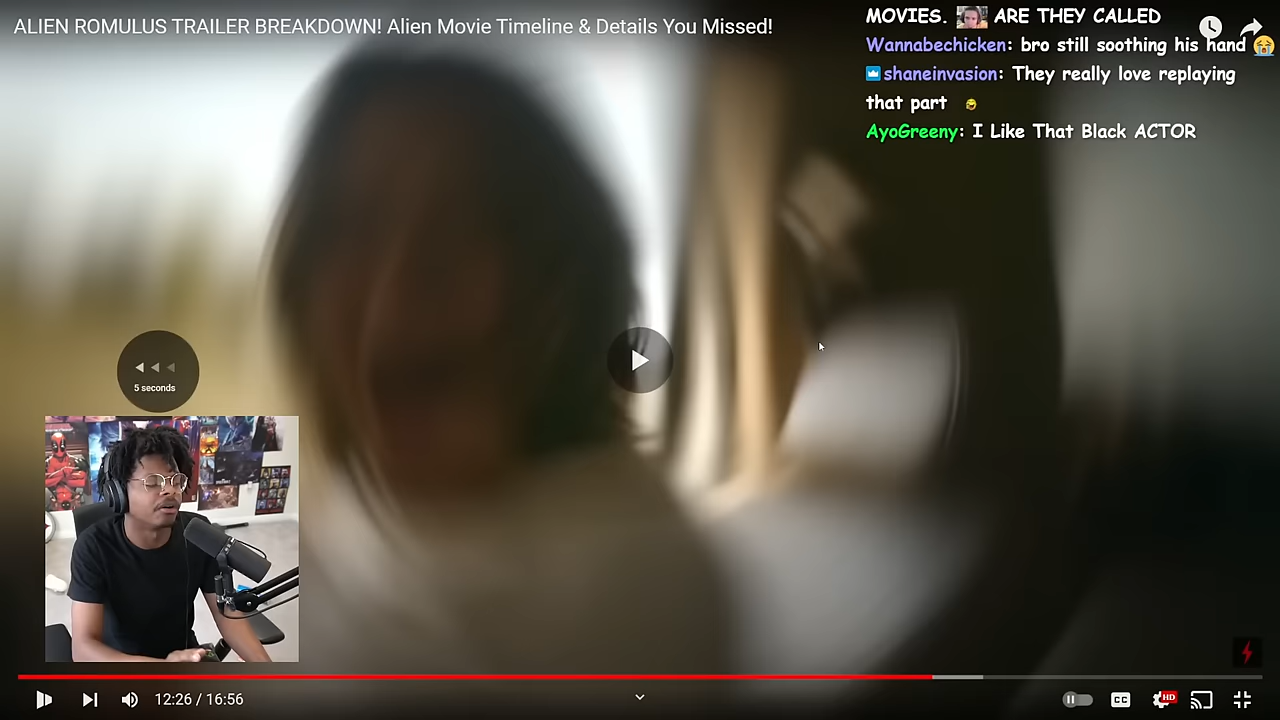 ALIEN ROMULUS TRAILER BREAKDOWN! Alien Movie Timeline & Details You Missed!
MOVIES. ARE THEY CALLED
Wannabechicken: bro still soothing his hand
shaneinvasion: They really love replaying
that part
AyoGreeny: I Like That Black ACTOR
5 seconds
12:26 / 16:56
CC
HD